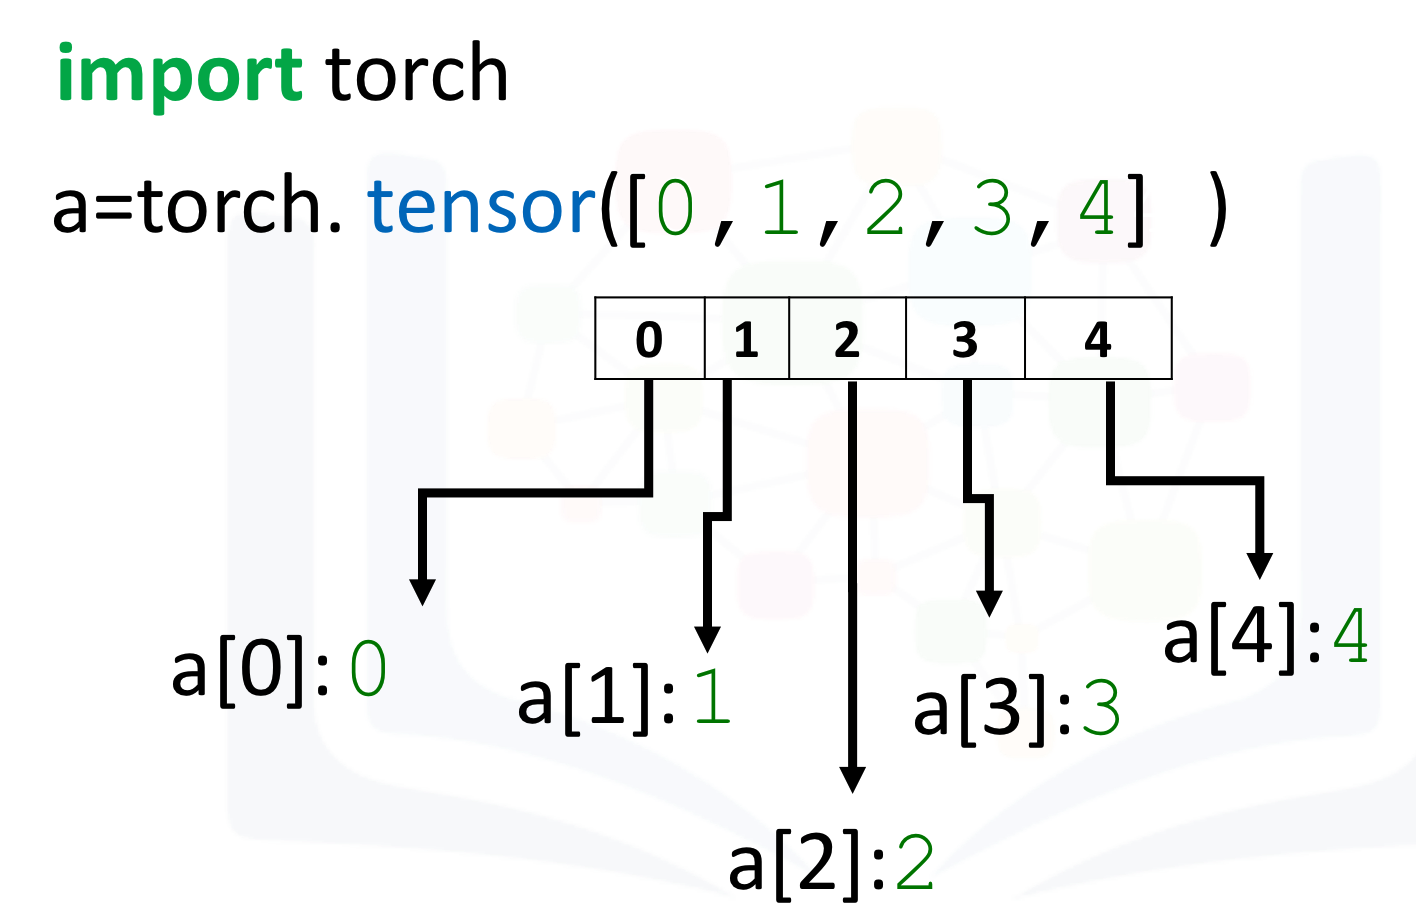 import torch
a=torch. tensor([0,1,2,3,4] )
0 1 2 3 4
a[0]:0
a[1]:1
a[2]:2
a[3]:3
a[4]:4